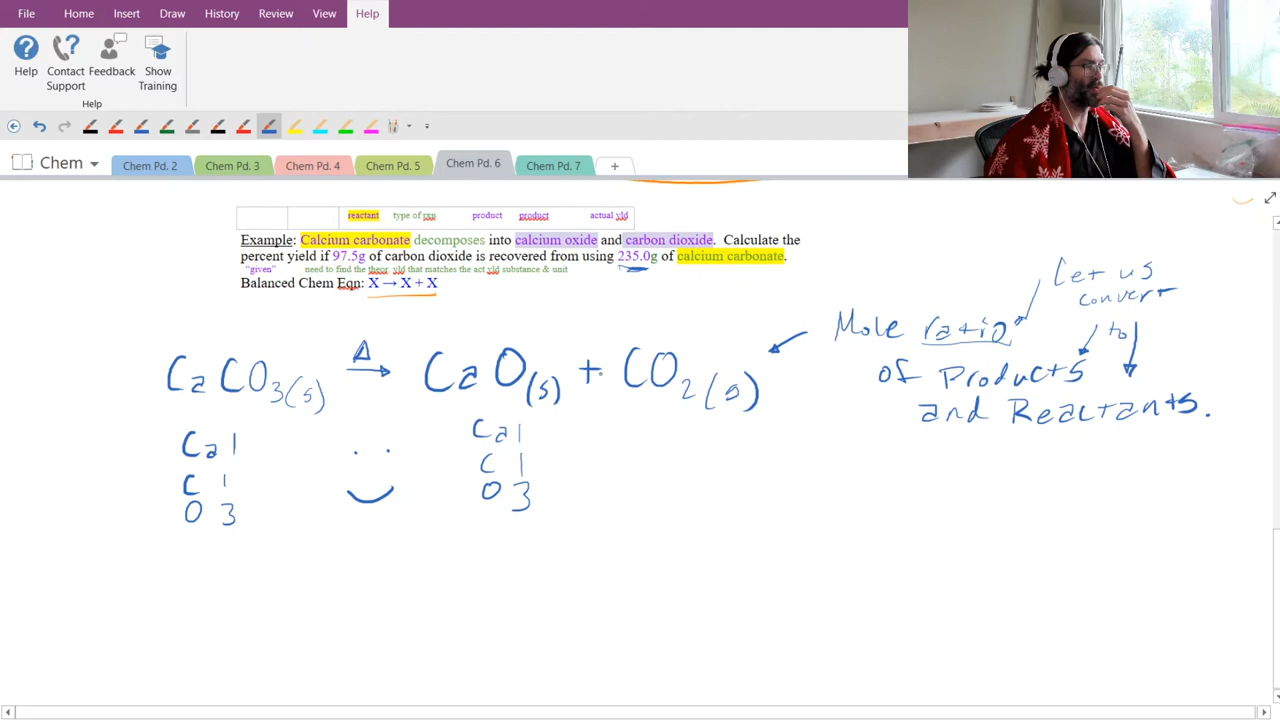 File Home Insert Draw History Review View Help
Help Contact Support Feedback Show Training
Help
Chem Chem Pd. 2 Chem Pd. 3 Chem Pd. 4 Chem Pd. 5 Chem Pd. 6 Chem Pd. 7 +
reactant type of rxn product product actual yld
Example: Calcium carbonate decomposes into calcium oxide and carbon dioxide. Calculate the
percent yield if 97.5g of carbon dioxide is recovered from using 235.0g of calcium carbonate.
"given" need to find the theor yld that matches the act yld substance & unit
Balanced Chem Eqn: X → X + X
Let us
convert
to
Mole ratio
of Products
and Reactants.
CaCO3(s) Δ→ CaO(s) + CO2(s)
Ca 1 Ca 1
C 1 C 1
O 3 O 3